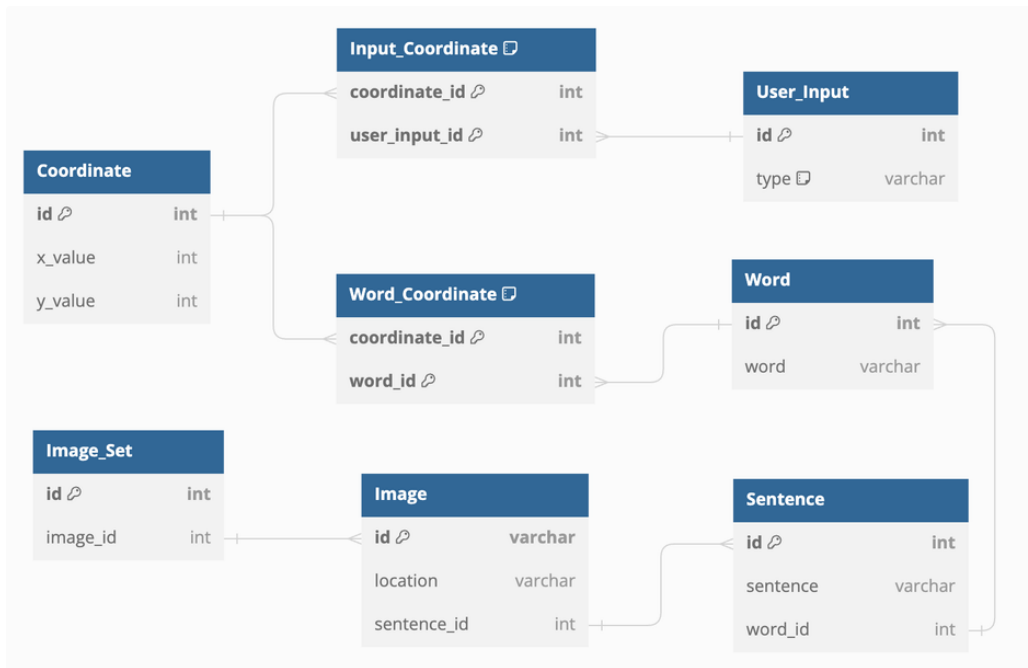 Input_Coordinate
coordinate_id int
user_input_id int
User_Input
id int
type varchar
Coordinate
id int
x_value int
y_value int
Word_Coordinate
coordinate_id int
word_id int
Word
id int
word varchar
Image_Set
id int
image_id int
Image
id varchar
location varchar
sentence_id int
Sentence
id int
sentence varchar
word_id int